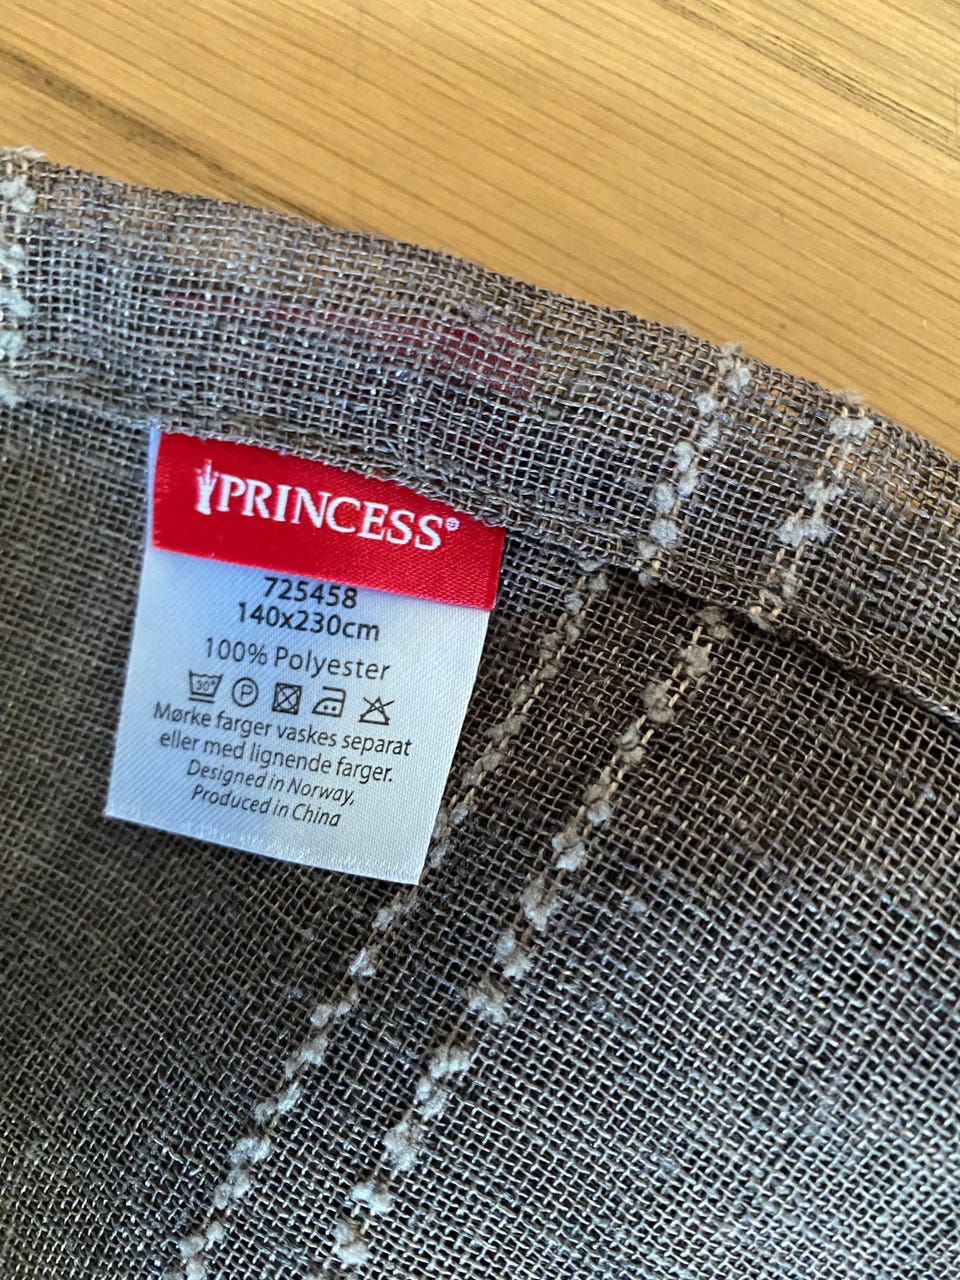 PRINCESS®
725458
140x230cm
100% Polyester
30° P
Mørke farger vaskes separat
eller med lignende farger.
Designed in Norway,
Produced in China